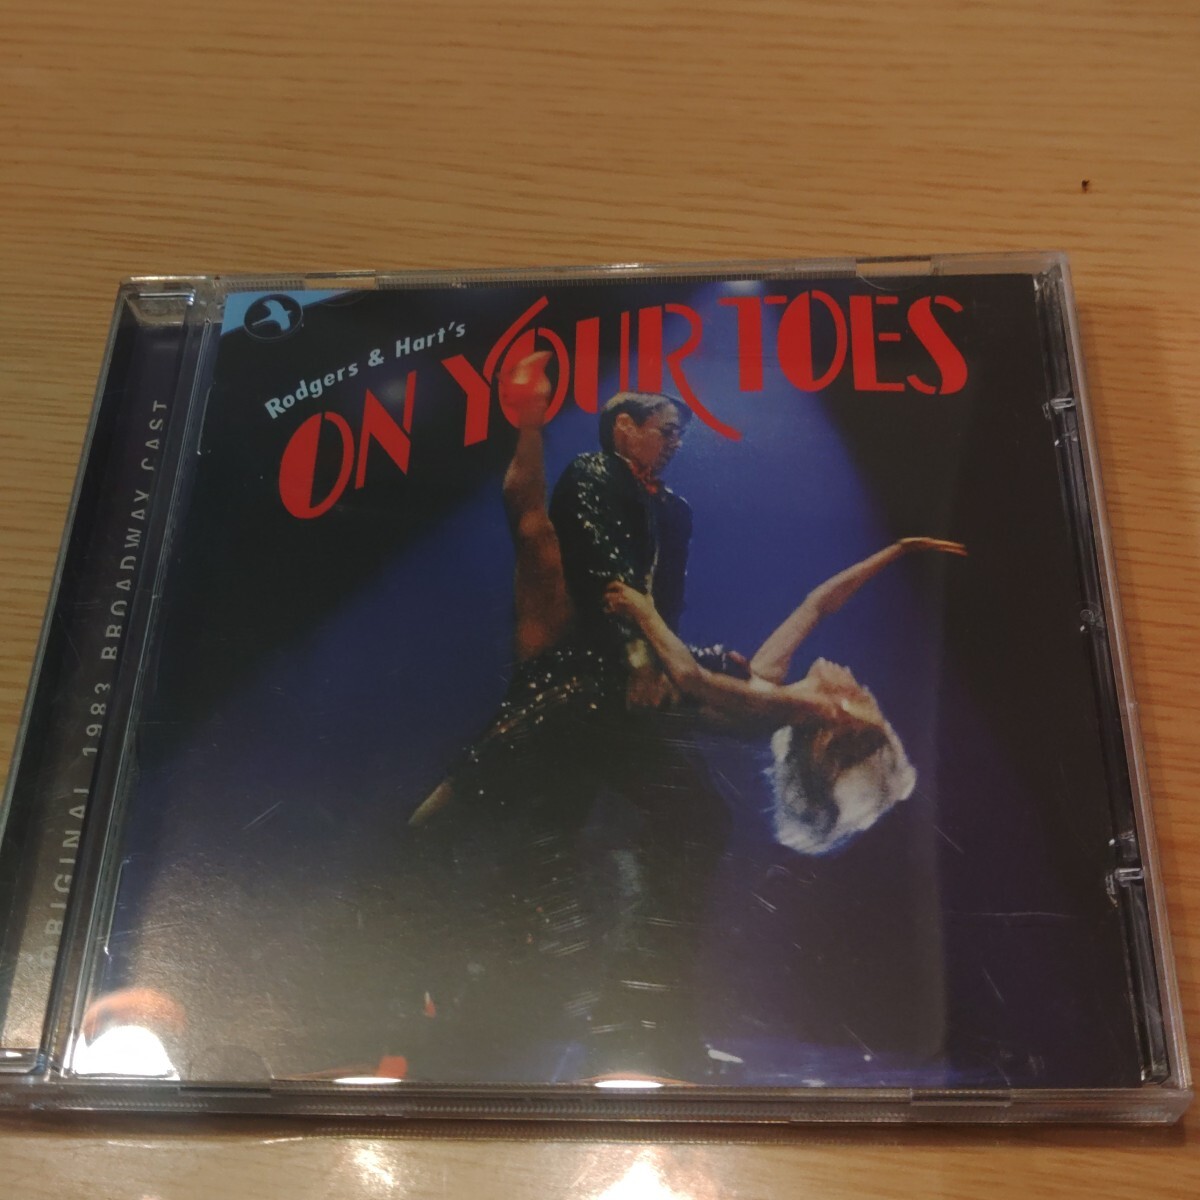 Rodgers & Hart's
ON YOUR TOES
ORIGINAL 1983 BROADWAY CAST